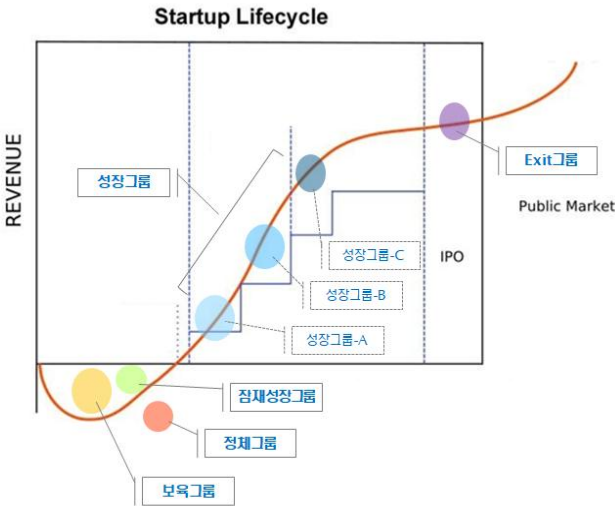 Startup Lifecycle
REVENUE
성장그룹
Exit그룹
Public Market
성장그룹-C
IPO
성장그룹-B
성장그룹-A
잠재성장그룹
정체그룹
보육그룹